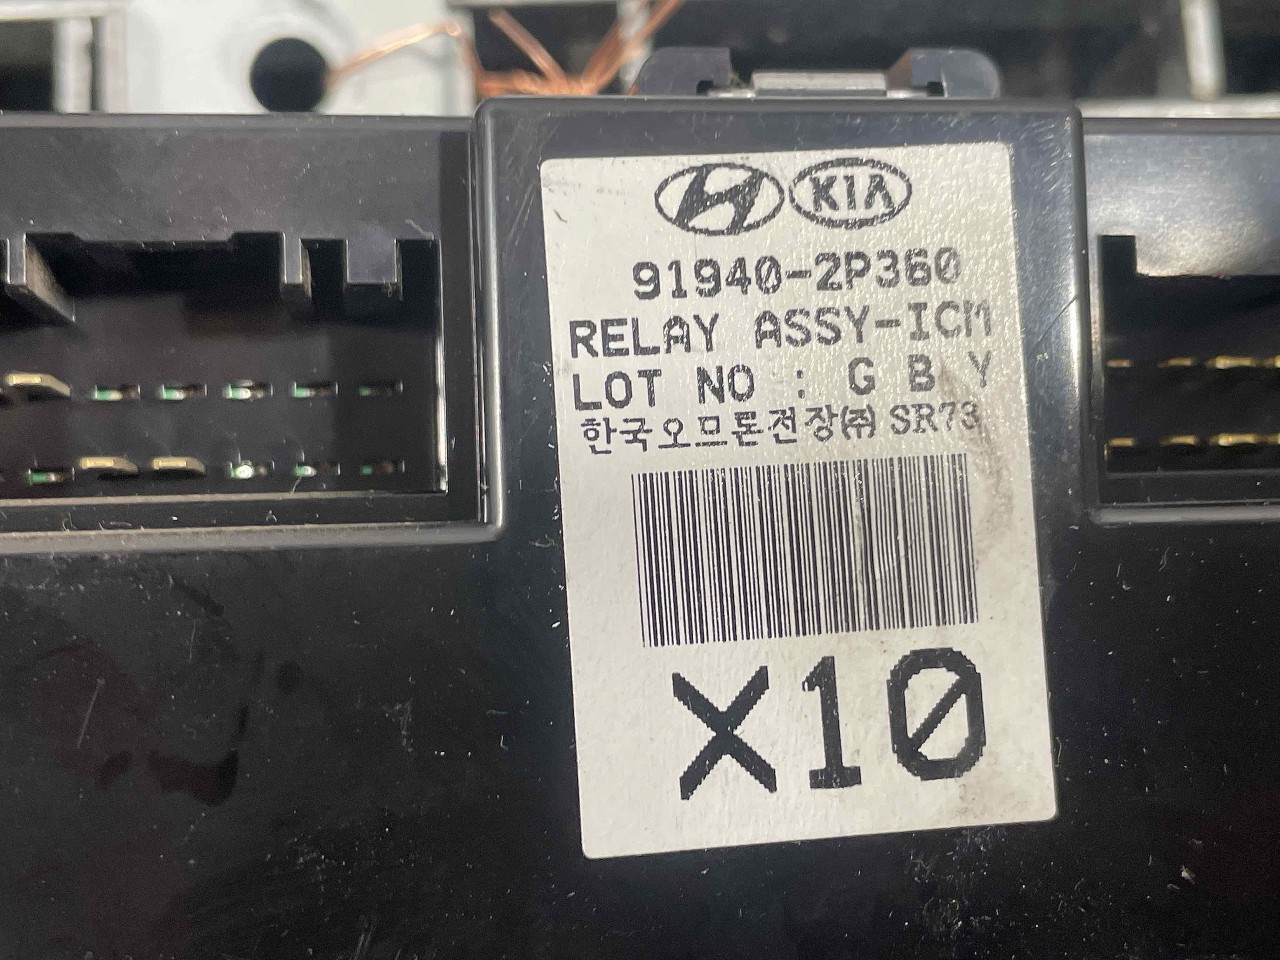 KIA
91940-2P360
RELAY ASSY-ICM
LOT NO : G B Y
한국오므론전장㈜ SR73
X10